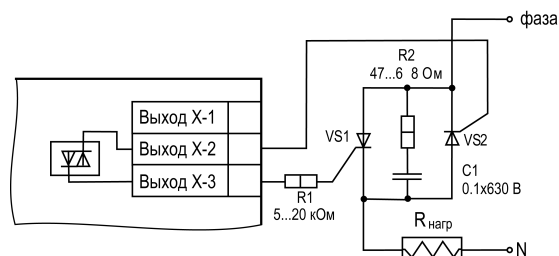 фаза
R2
47...6 8 Ом
Выход X-1
Выход X-2
Выход X-3
VS1
VS2
C1
0.1x630 В
R1
5...20 кОм
Rнагр
N